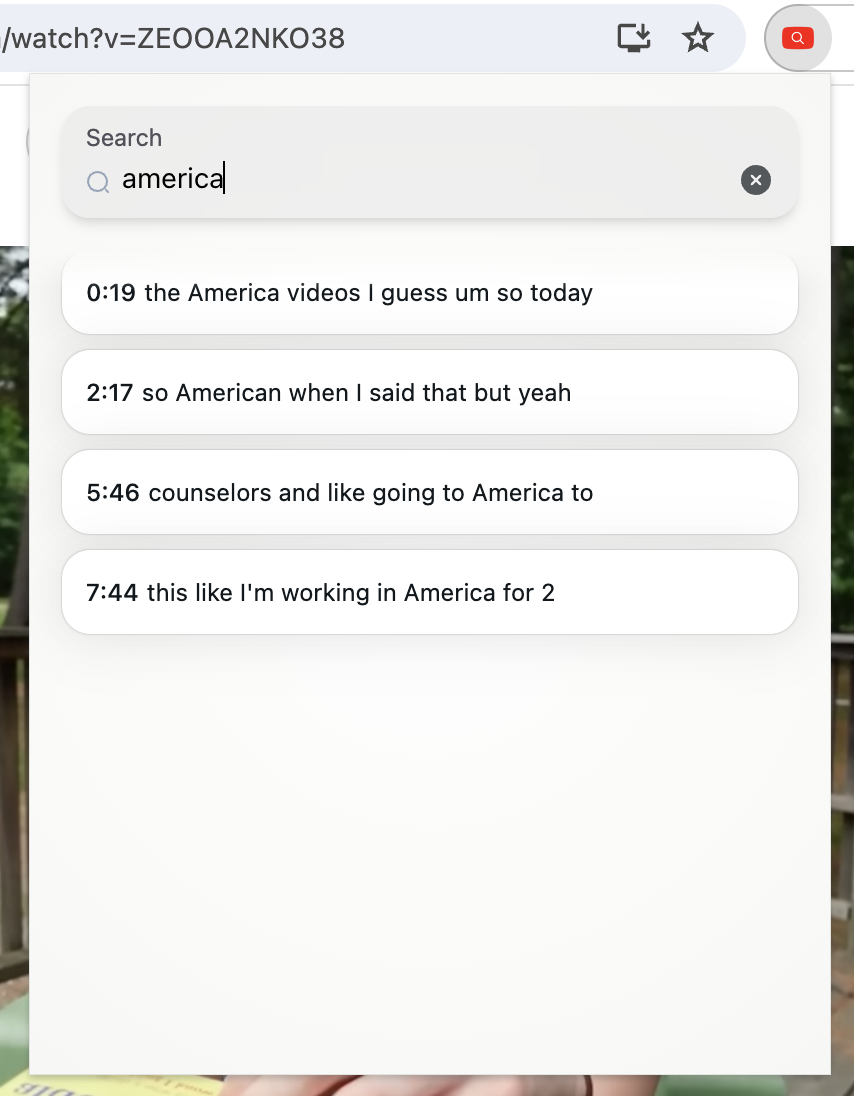 /watch?v=ZEOOA2NKO38
Search
america
0:19 the America videos I guess um so today
2:17 so American when I said that but yeah
5:46 counselors and like going to America to
7:44 this like I'm working in America for 2